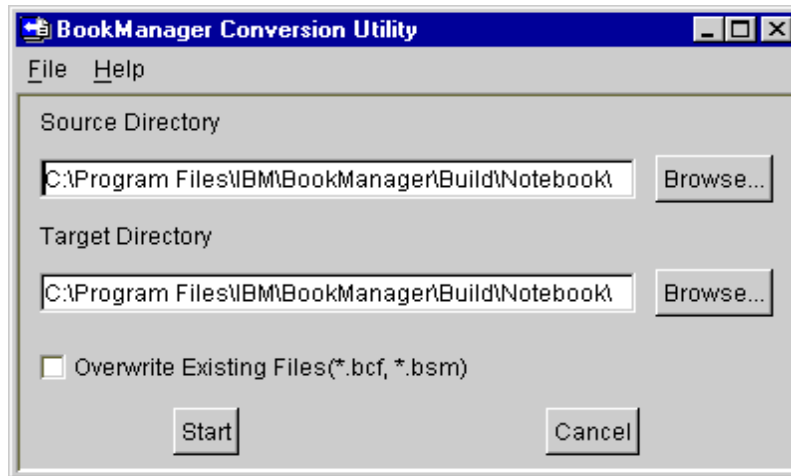 BookManager Conversion Utility
File Help
Source Directory
C:\Program Files\IBM\BookManager\Build\Notebook\ Browse...
Target Directory
C:\Program Files\IBM\BookManager\Build\Notebook\ Browse...
Overwrite Existing Files(*.bcf, *.bsm)
Start Cancel